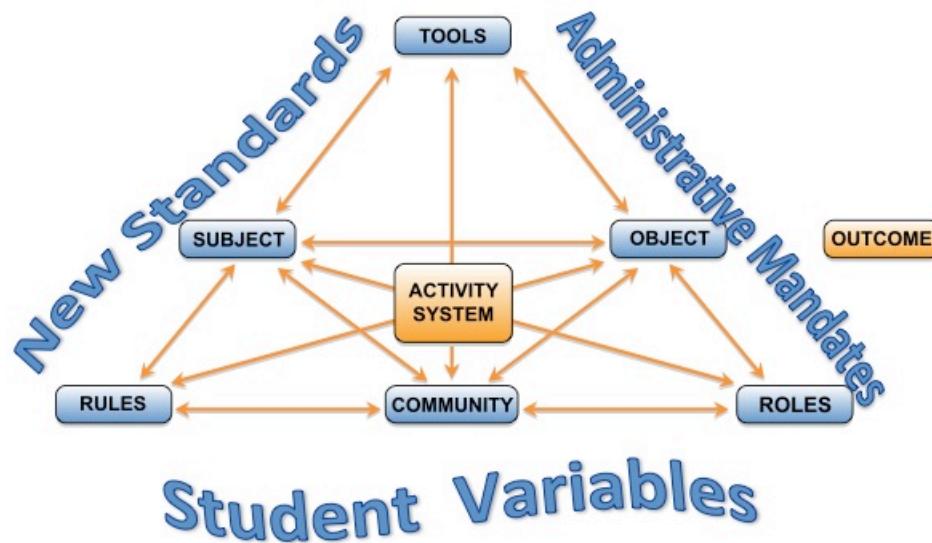 TOOLS
New Standards
Administrative Mandates
SUBJECT
OBJECT
OUTCOME
ACTIVITY
SYSTEM
RULES
COMMUNITY
ROLES
Student Variables